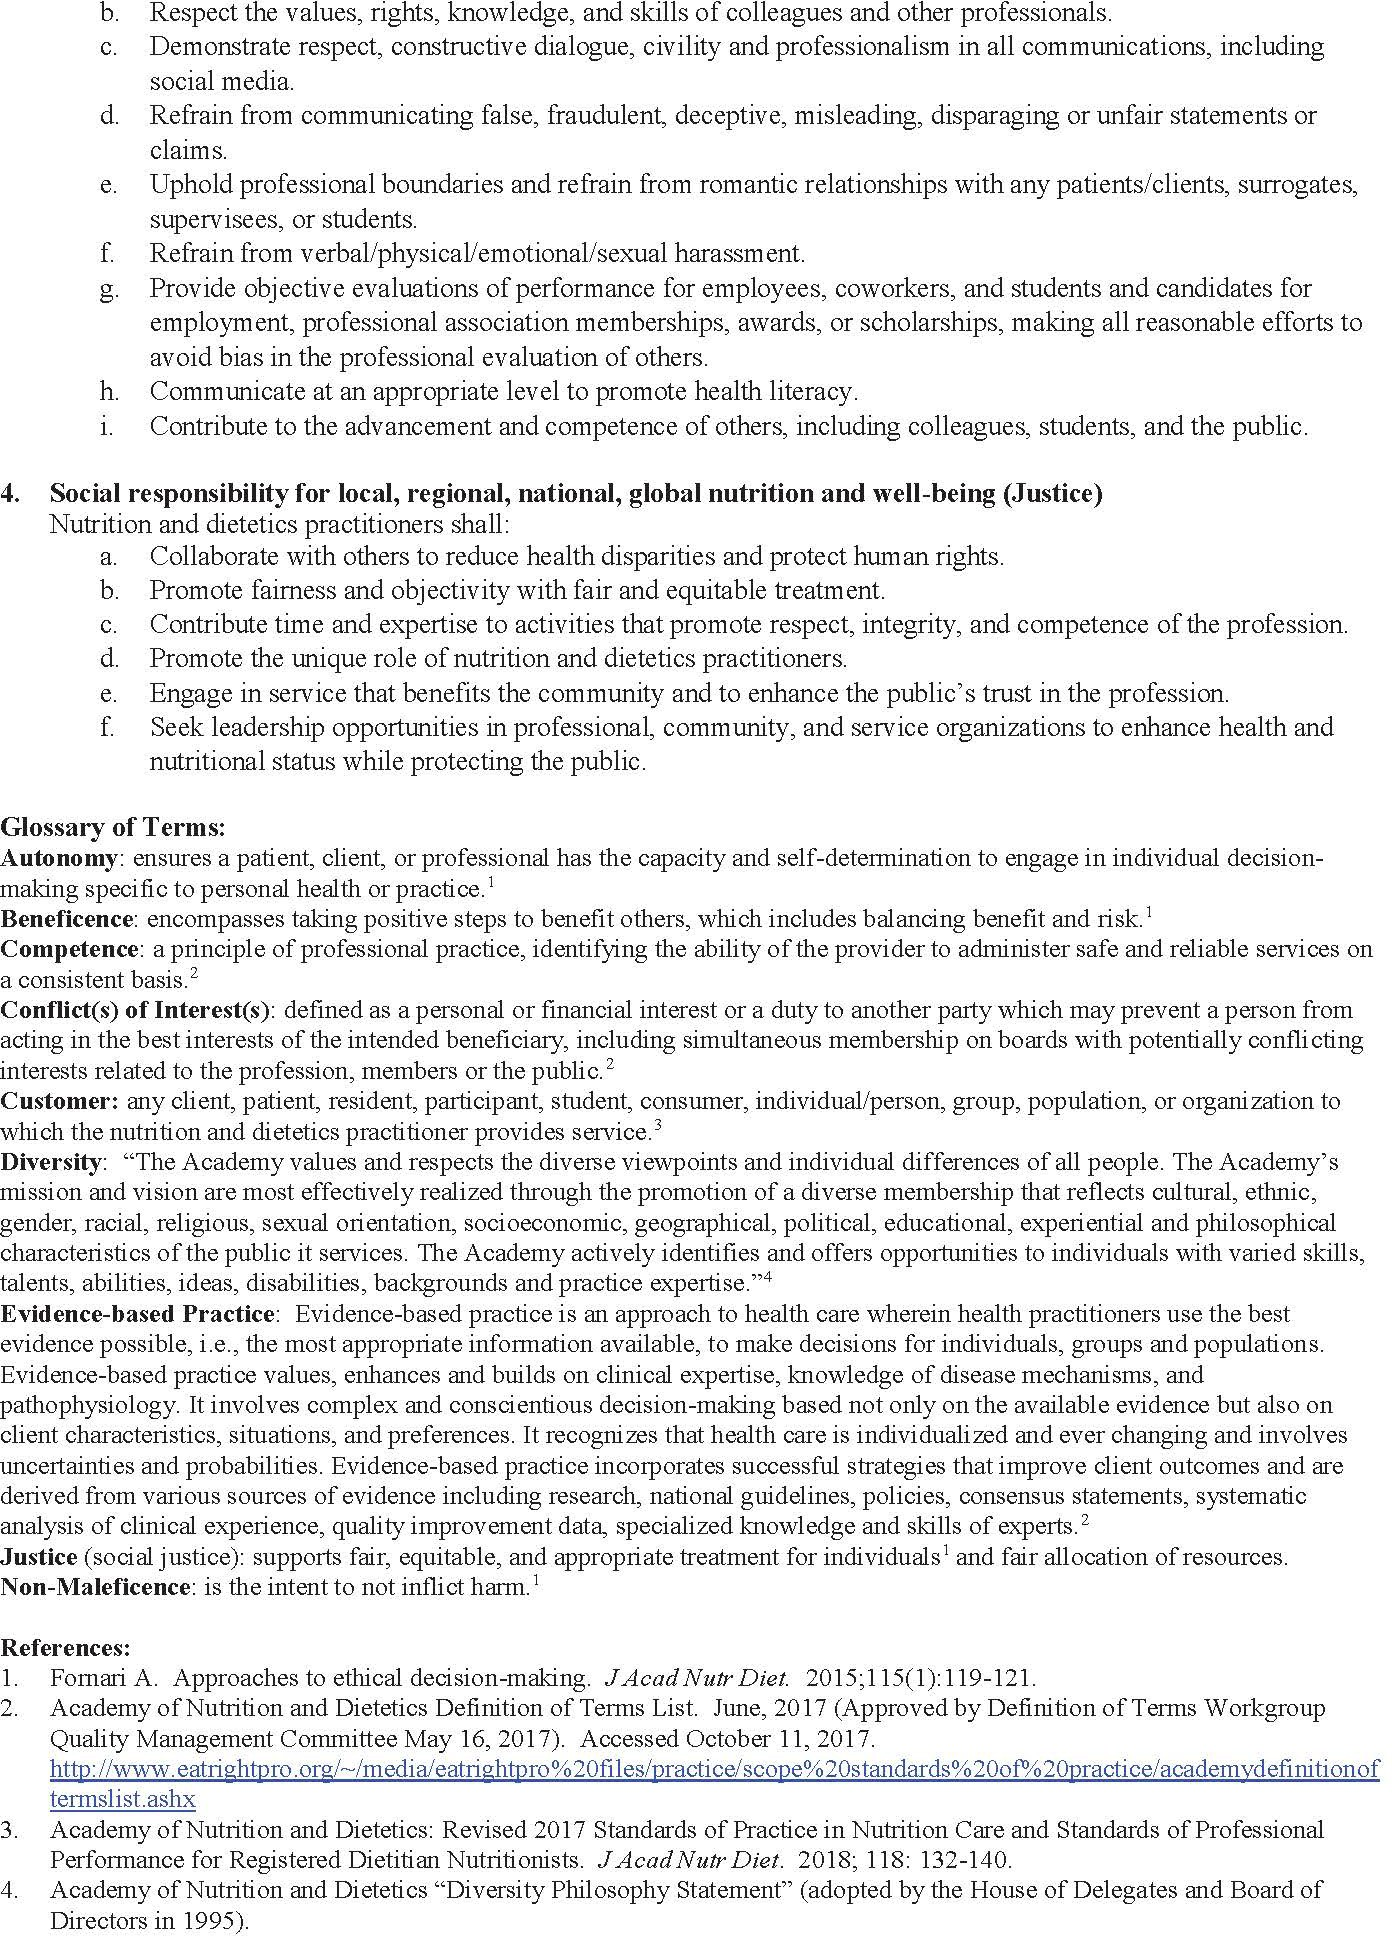 b. Respect the values, rights, knowledge, and skills of colleagues and other professionals.
c. Demonstrate respect, constructive dialogue, civility and professionalism in all communications, including
social media.
d. Refrain from communicating false, fraudulent, deceptive, misleading, disparaging or unfair statements or
claims.
e. Uphold professional boundaries and refrain from romantic relationships with any patients/clients, surrogates,
supervisees, or students.
f. Refrain from verbal/physical/emotional/sexual harassment.
g. Provide objective evaluations of performance for employees, coworkers, and students and candidates for
employment, professional association memberships, awards, or scholarships, making all reasonable efforts to
avoid bias in the professional evaluation of others.
h. Communicate at an appropriate level to promote health literacy.
i. Contribute to the advancement and competence of others, including colleagues, students, and the public.
4. Social responsibility for local, regional, national, global nutrition and well-being (Justice)
Nutrition and dietetics practitioners shall:
a. Collaborate with others to reduce health disparities and protect human rights.
b. Promote fairness and objectivity with fair and equitable treatment.
c. Contribute time and expertise to activities that promote respect, integrity, and competence of the profession.
d. Promote the unique role of nutrition and dietetics practitioners.
e. Engage in service that benefits the community and to enhance the public’s trust in the profession.
f. Seek leadership opportunities in professional, community, and service organizations to enhance health and
nutritional status while protecting the public.
Glossary of Terms:
Autonomy: ensures a patient, client, or professional has the capacity and self-determination to engage in individual decision-
making specific to personal health or practice.1
Beneficence: encompasses taking positive steps to benefit others, which includes balancing benefit and risk.1
Competence: a principle of professional practice, identifying the ability of the provider to administer safe and reliable services on
a consistent basis.2
Conflict(s) of Interest(s): defined as a personal or financial interest or a duty to another party which may prevent a person from
acting in the best interests of the intended beneficiary, including simultaneous membership on boards with potentially conflicting
interests related to the profession, members or the public.2
Customer: any client, patient, resident, participant, student, consumer, individual/person, group, population, or organization to
which the nutrition and dietetics practitioner provides service.3
Diversity: “The Academy values and respects the diverse viewpoints and individual differences of all people. The Academy’s
mission and vision are most effectively realized through the promotion of a diverse membership that reflects cultural, ethnic,
gender, racial, religious, sexual orientation, socioeconomic, geographical, political, educational, experiential and philosophical
characteristics of the public it services. The Academy actively identifies and offers opportunities to individuals with varied skills,
talents, abilities, ideas, disabilities, backgrounds and practice expertise.”4
Evidence-based Practice: Evidence-based practice is an approach to health care wherein health practitioners use the best
evidence possible, i.e., the most appropriate information available, to make decisions for individuals, groups and populations.
Evidence-based practice values, enhances and builds on clinical expertise, knowledge of disease mechanisms, and
pathophysiology. It involves complex and conscientious decision-making based not only on the available evidence but also on
client characteristics, situations, and preferences. It recognizes that health care is individualized and ever changing and involves
uncertainties and probabilities. Evidence-based practice incorporates successful strategies that improve client outcomes and are
derived from various sources of evidence including research, national guidelines, policies, consensus statements, systematic
analysis of clinical experience, quality improvement data, specialized knowledge and skills of experts.2
Justice (social justice): supports fair, equitable, and appropriate treatment for individuals1 and fair allocation of resources.
Non-Maleficence: is the intent to not inflict harm.1
References:
1. Fornari A. Approaches to ethical decision-making. J Acad Nutr Diet. 2015;115(1):119-121.
2. Academy of Nutrition and Dietetics Definition of Terms List. June, 2017 (Approved by Definition of Terms Workgroup
Quality Management Committee May 16, 2017). Accessed October 11, 2017.
http://www.eatrightpro.org/~/media/eatrightpro%20files/practice/scope%20standards%20of%20practice/academydefinitionof
termslist.ashx
3. Academy of Nutrition and Dietetics: Revised 2017 Standards of Practice in Nutrition Care and Standards of Professional
Performance for Registered Dietitian Nutritionists. J Acad Nutr Diet. 2018; 118: 132-140.
4. Academy of Nutrition and Dietetics “Diversity Philosophy Statement” (adopted by the House of Delegates and Board of
Directors in 1995).